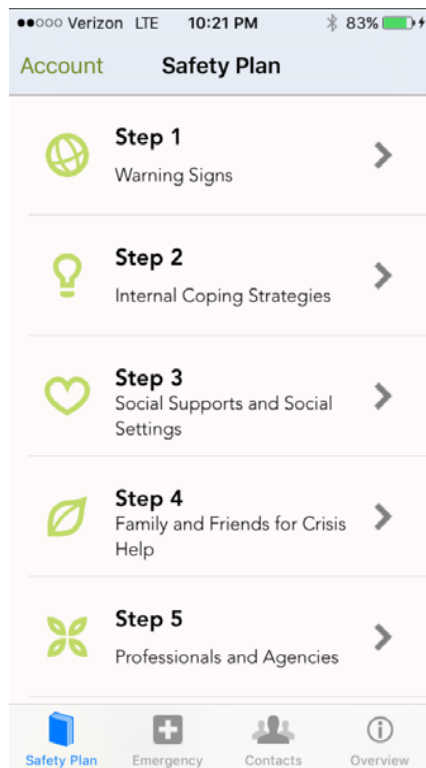 ●●○○○ Verizon LTE 10:21 PM 83%
Account Safety Plan
Step 1
Warning Signs
Step 2
Internal Coping Strategies
Step 3
Social Supports and Social
Settings
Step 4
Family and Friends for Crisis
Help
Step 5
Professionals and Agencies
Safety Plan Emergency Contacts Overview